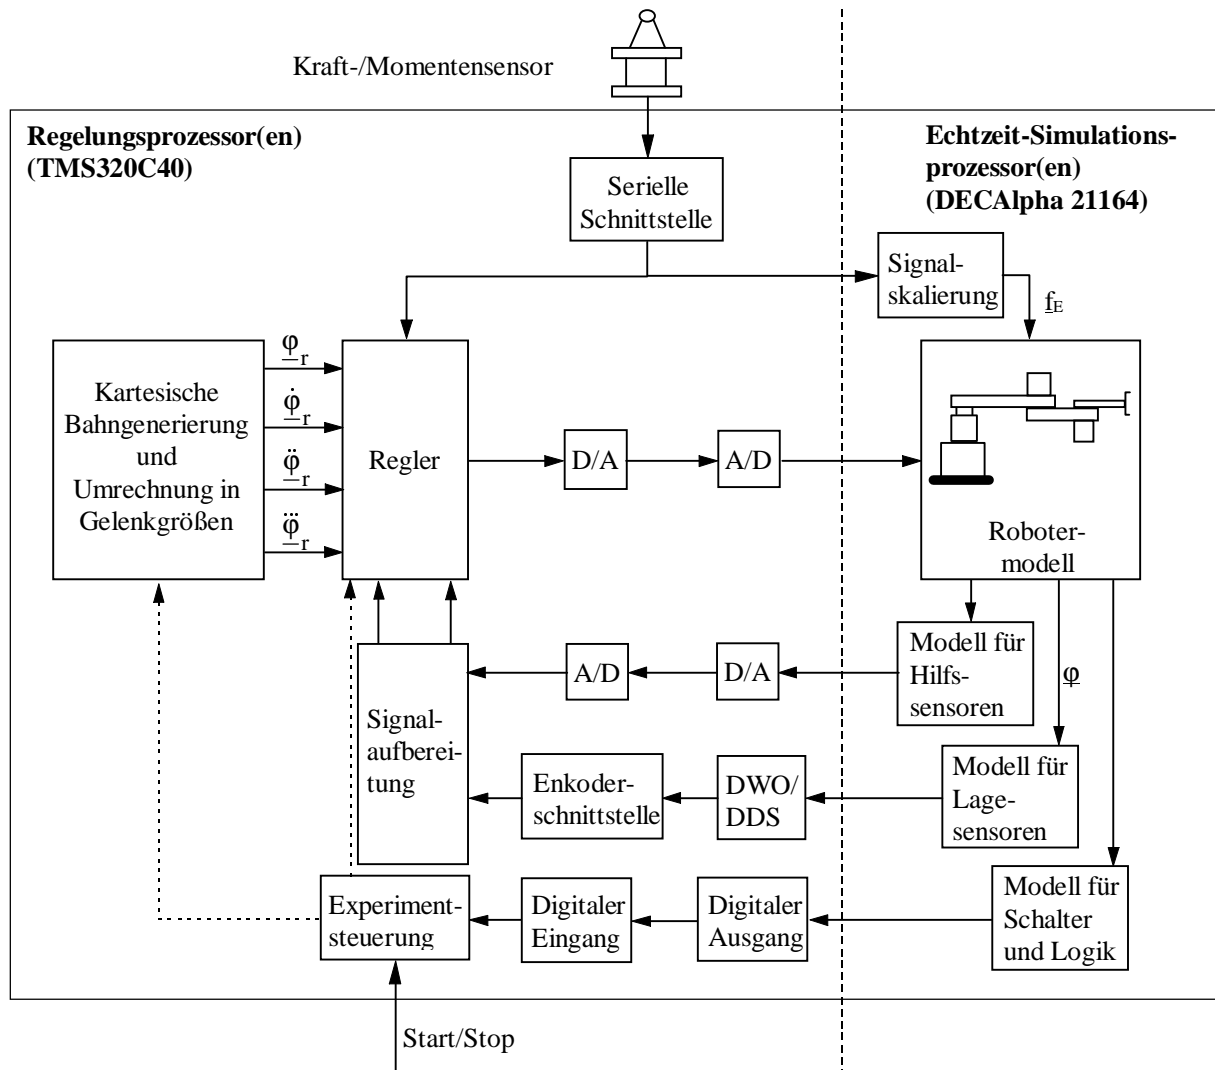 Kraft-/Momentensensor
Regelungsprozessor(en)
(TMS320C40)
Echtzeit-Simulations-
prozessor(en)
(DECAlpha 21164)
Serielle
Schnittstelle
Signal-
skalierung
f_E
Kartesische
Bahngenerierung
und
Umrechnung in
Gelenkgrößen
φ_r
φ̇_r
φ̈_r
φ⃛_r
Regler
D/A
A/D
Roboter-
modell
Modell für
Hilfs-
sensoren
D/A
A/D
φ
Signal-
aufberei-
tung
Modell für
Lage-
sensoren
DWO/
DDS
Enkoder-
schnittstelle
Modell für
Schalter
und Logik
Digitaler
Ausgang
Digitaler
Eingang
Experiment-
steuerung
Start/Stop